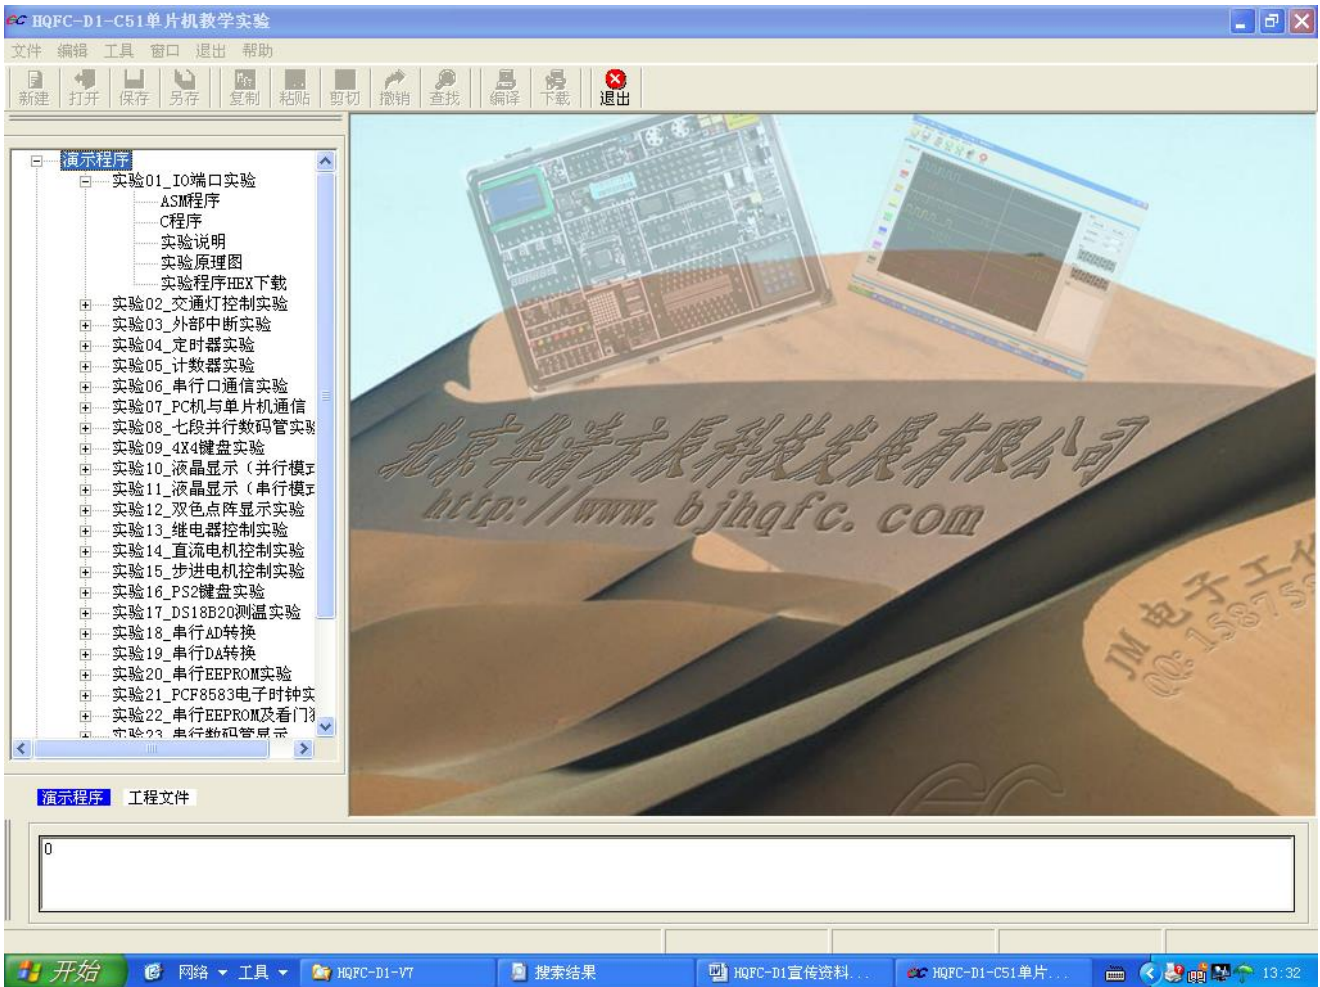 HQFC-D1-C51单片机教学实验
文件 编辑 工具 窗口 退出 帮助
新建 打开 保存 另存 复制 粘贴 剪切 撤销 查找 编译 下载 退出
演示程序
实验01_IO端口实验
ASM程序
C程序
实验说明
实验原理图
实验程序HEX下载
实验02_交通灯控制实验
实验03_外部中断实验
实验04_定时器实验
实验05_计数器实验
实验06_串行口通信实验
实验07_PC机与单片机通信
实验08_七段并行数码管实验
实验09_4X4键盘实验
实验10_液晶显示（并行模式
实验11_液晶显示（串行模式
实验12_双色点阵显示实验
实验13_继电器控制实验
实验14_直流电机控制实验
实验15_步进电机控制实验
实验16_PS2键盘实验
实验17_DS18B20测温实验
实验18_串行AD转换
实验19_串行DA转换
实验20_串行EEPROM实验
实验21_PCF8583电子时钟实
实验22_串行EEPROM及看门狗
实验23_串行数码管显示
北京华清方辰科技发展有限公司
http://www.bjhqfc.com
JM 电子工作
QQ:158759
演示程序 工程文件
0
开始 网络 工具 HQFC-D1-V7 搜索结果 HQFC-D1宣传资料... HQFC-D1-C51单片... 13:32